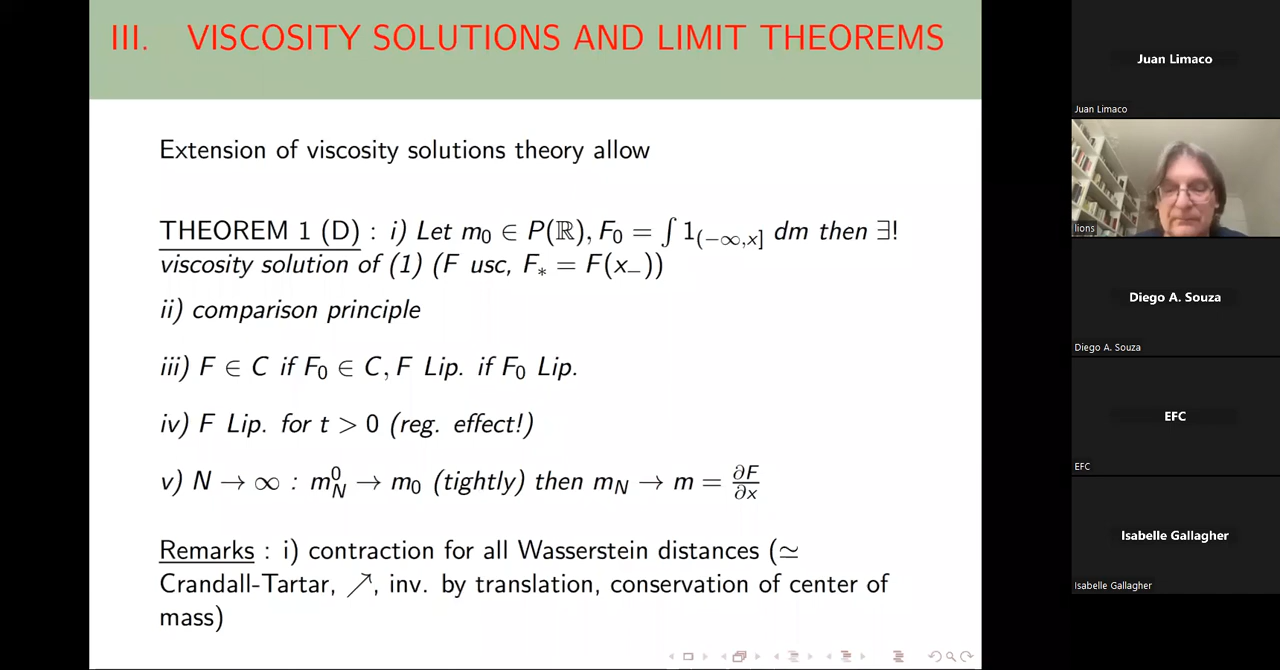 III. VISCOSITY SOLUTIONS AND LIMIT THEOREMS
Extension of viscosity solutions theory allow
THEOREM 1 (D) : i) Let m₀ ∈ P(ℝ), F₀ = ∫ 1₍₋∞,ₓ] dm then ∃!
viscosity solution of (1) (F usc, F∗ = F(x₋))
ii) comparison principle
iii) F ∈ C if F₀ ∈ C, F Lip. if F₀ Lip.
iv) F Lip. for t > 0 (reg. effect!)
v) N → ∞ : m⁰_N → m₀ (tightly) then m_N → m = ∂F/∂x
Remarks : i) contraction for all Wasserstein distances (≃
Crandall-Tartar, ↗, inv. by translation, conservation of center of
mass)
Juan Limaco
Juan Limaco
lions
Diego A. Souza
Diego A. Souza
EFC
EFC
Isabelle Gallagher
Isabelle Gallagher